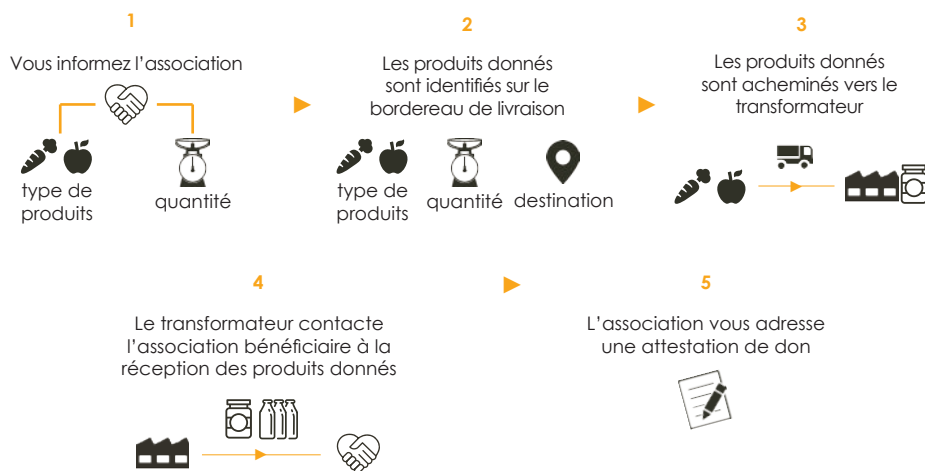 1
Vous informez l'association
type de
produits
quantité
2
Les produits donnés
sont identifiés sur le
bordereau de livraison
type de
produits
quantité
destination
3
Les produits donnés
sont acheminés vers le
transformateur
4
Le transformateur contacte
l'association bénéficiaire à la
réception des produits donnés
5
L'association vous adresse
une attestation de don